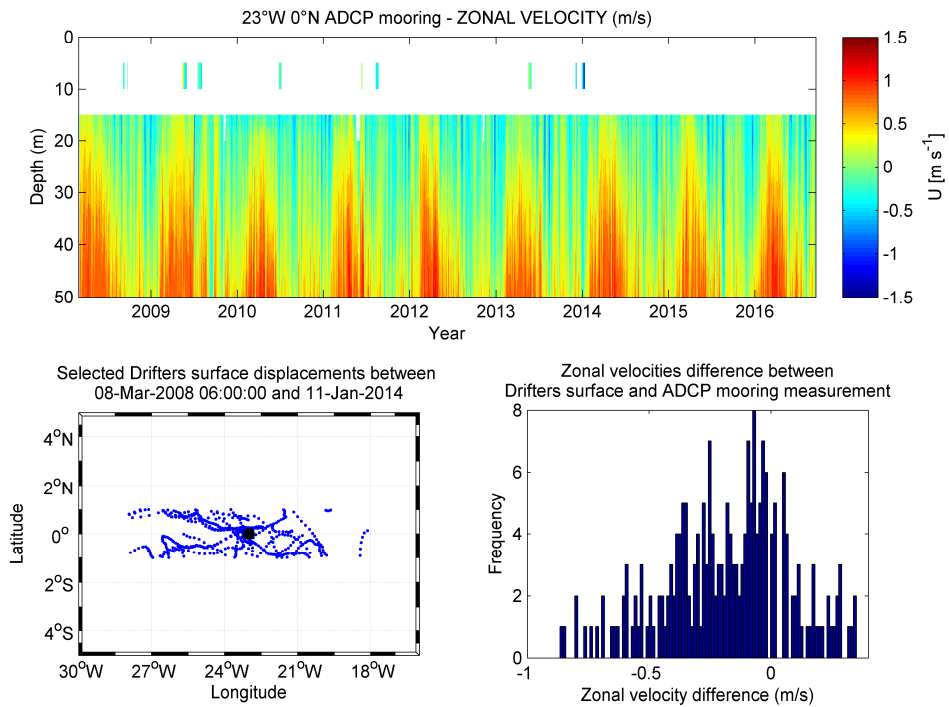 23°W 0°N ADCP mooring - ZONAL VELOCITY (m/s)
0
10
20
30
40
50
Depth (m)
2009 2010 2011 2012 2013 2014 2015 2016
Year
1.5
1
0.5
0
-0.5
-1
-1.5
U [m s⁻¹]
Selected Drifters surface displacements between
08-Mar-2008 06:00:00 and 11-Jan-2014
4°N
2°N
0°
2°S
4°S
Latitude
30°W 27°W 24°W 21°W 18°W
Longitude
Zonal velocities difference between
Drifters surface and ADCP mooring measurement
8
6
4
2
0
Frequency
-1 -0.5 0
Zonal velocity difference (m/s)